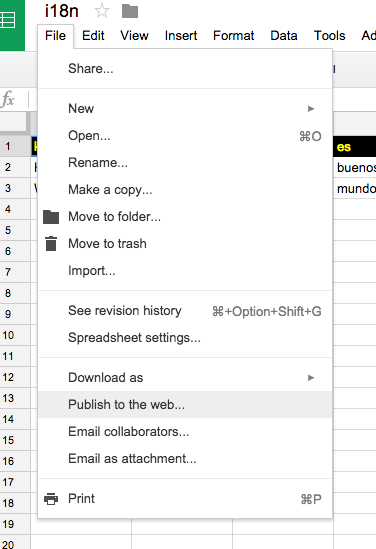 i18n
File Edit View Insert Format Data Tools
Share...
fx
New
Open... ⌘O
1 es
Rename...
2 buenos
Make a copy...
3 mundo
4
Move to folder...
5
Move to trash
6
Import...
7
8
See revision history ⌘+Option+Shift+G
9
Spreadsheet settings...
10
11
Download as
12
13
Publish to the web...
14
Email collaborators...
15
Email as attachment...
16
17
Print ⌘P
18
19
20